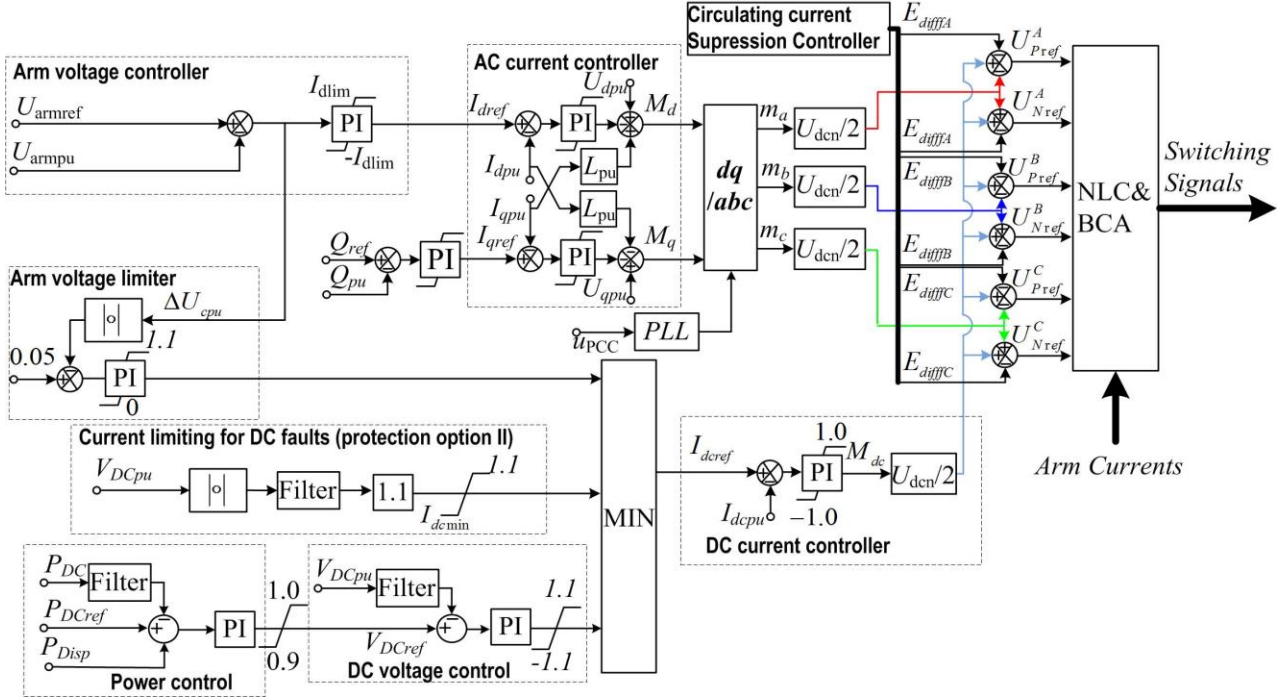 Circulating current
Supression Controller
E_diffA
U^A_Pref
Arm voltage controller
U_armref
U_armpu
I_dlim
PI
-I_dlim
AC current controller
I_dref
PI
U_dpu
M_d
L_pu
I_dpu
I_qpu
L_pu
I_qref
PI
M_q
U_qpu
Q_ref
Q_pu
PI
dq
/abc
m_a
U_dcn/2
m_b
U_dcn/2
m_c
U_dcn/2
U^A_Nref
E_diffA
U^B_Pref
E_diffB
U^B_Nref
E_diffB
U^C_Pref
E_diffC
U^C_Nref
E_diffC
NLC&
BCA
Switching
Signals
Arm Currents
u_PCC
PLL
Arm voltage limiter
ΔU_cpu
|o|
0.05
1.1
PI
0
Current limiting for DC faults (protection option II)
V_DCpu
|o|
Filter
1.1
1.1
I_dcmin
MIN
I_dcref
I_dcpu
1.0
PI
−1.0
M_dc
U_dcn/2
DC current controller
P_DC
Filter
P_DCref
P_Disp
PI
1.0
0.9
Power control
V_DCpu
Filter
V_DCref
PI
1.1
-1.1
DC voltage control